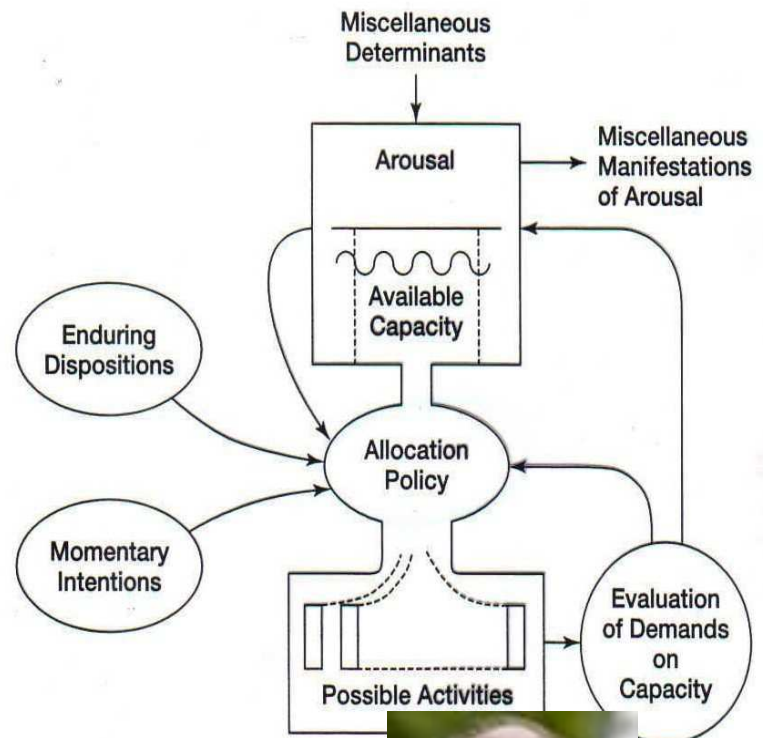 Miscellaneous
Determinants
Arousal
Miscellaneous
Manifestations
of Arousal
Available
Capacity
Enduring
Dispositions
Allocation
Policy
Momentary
Intentions
Evaluation
of Demands
on
Capacity
Possible Activities